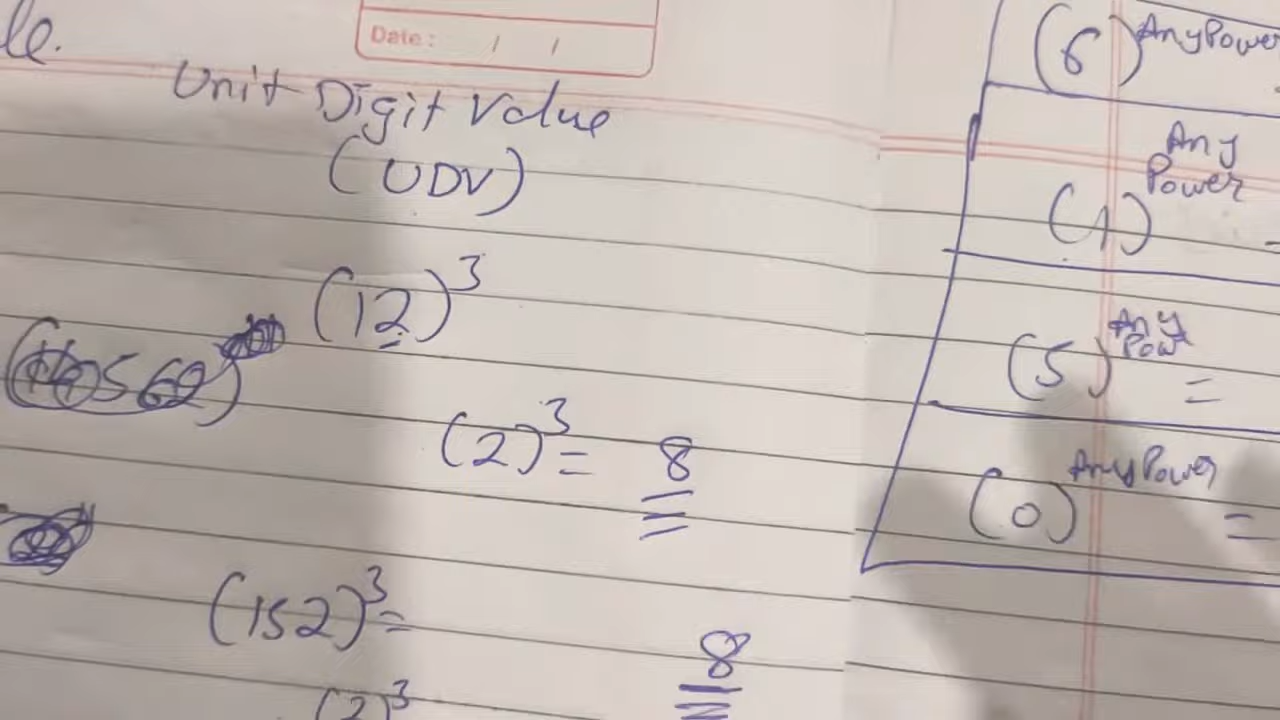 le.
Date: / /
Unit Digit Value
(UDV)
(12)³
(2)³ = 8
(152)³ =
(2)³ 8
(6)^Any Power
(1)^Any Power
(5)^Any Pow =
(0)^Any Power =